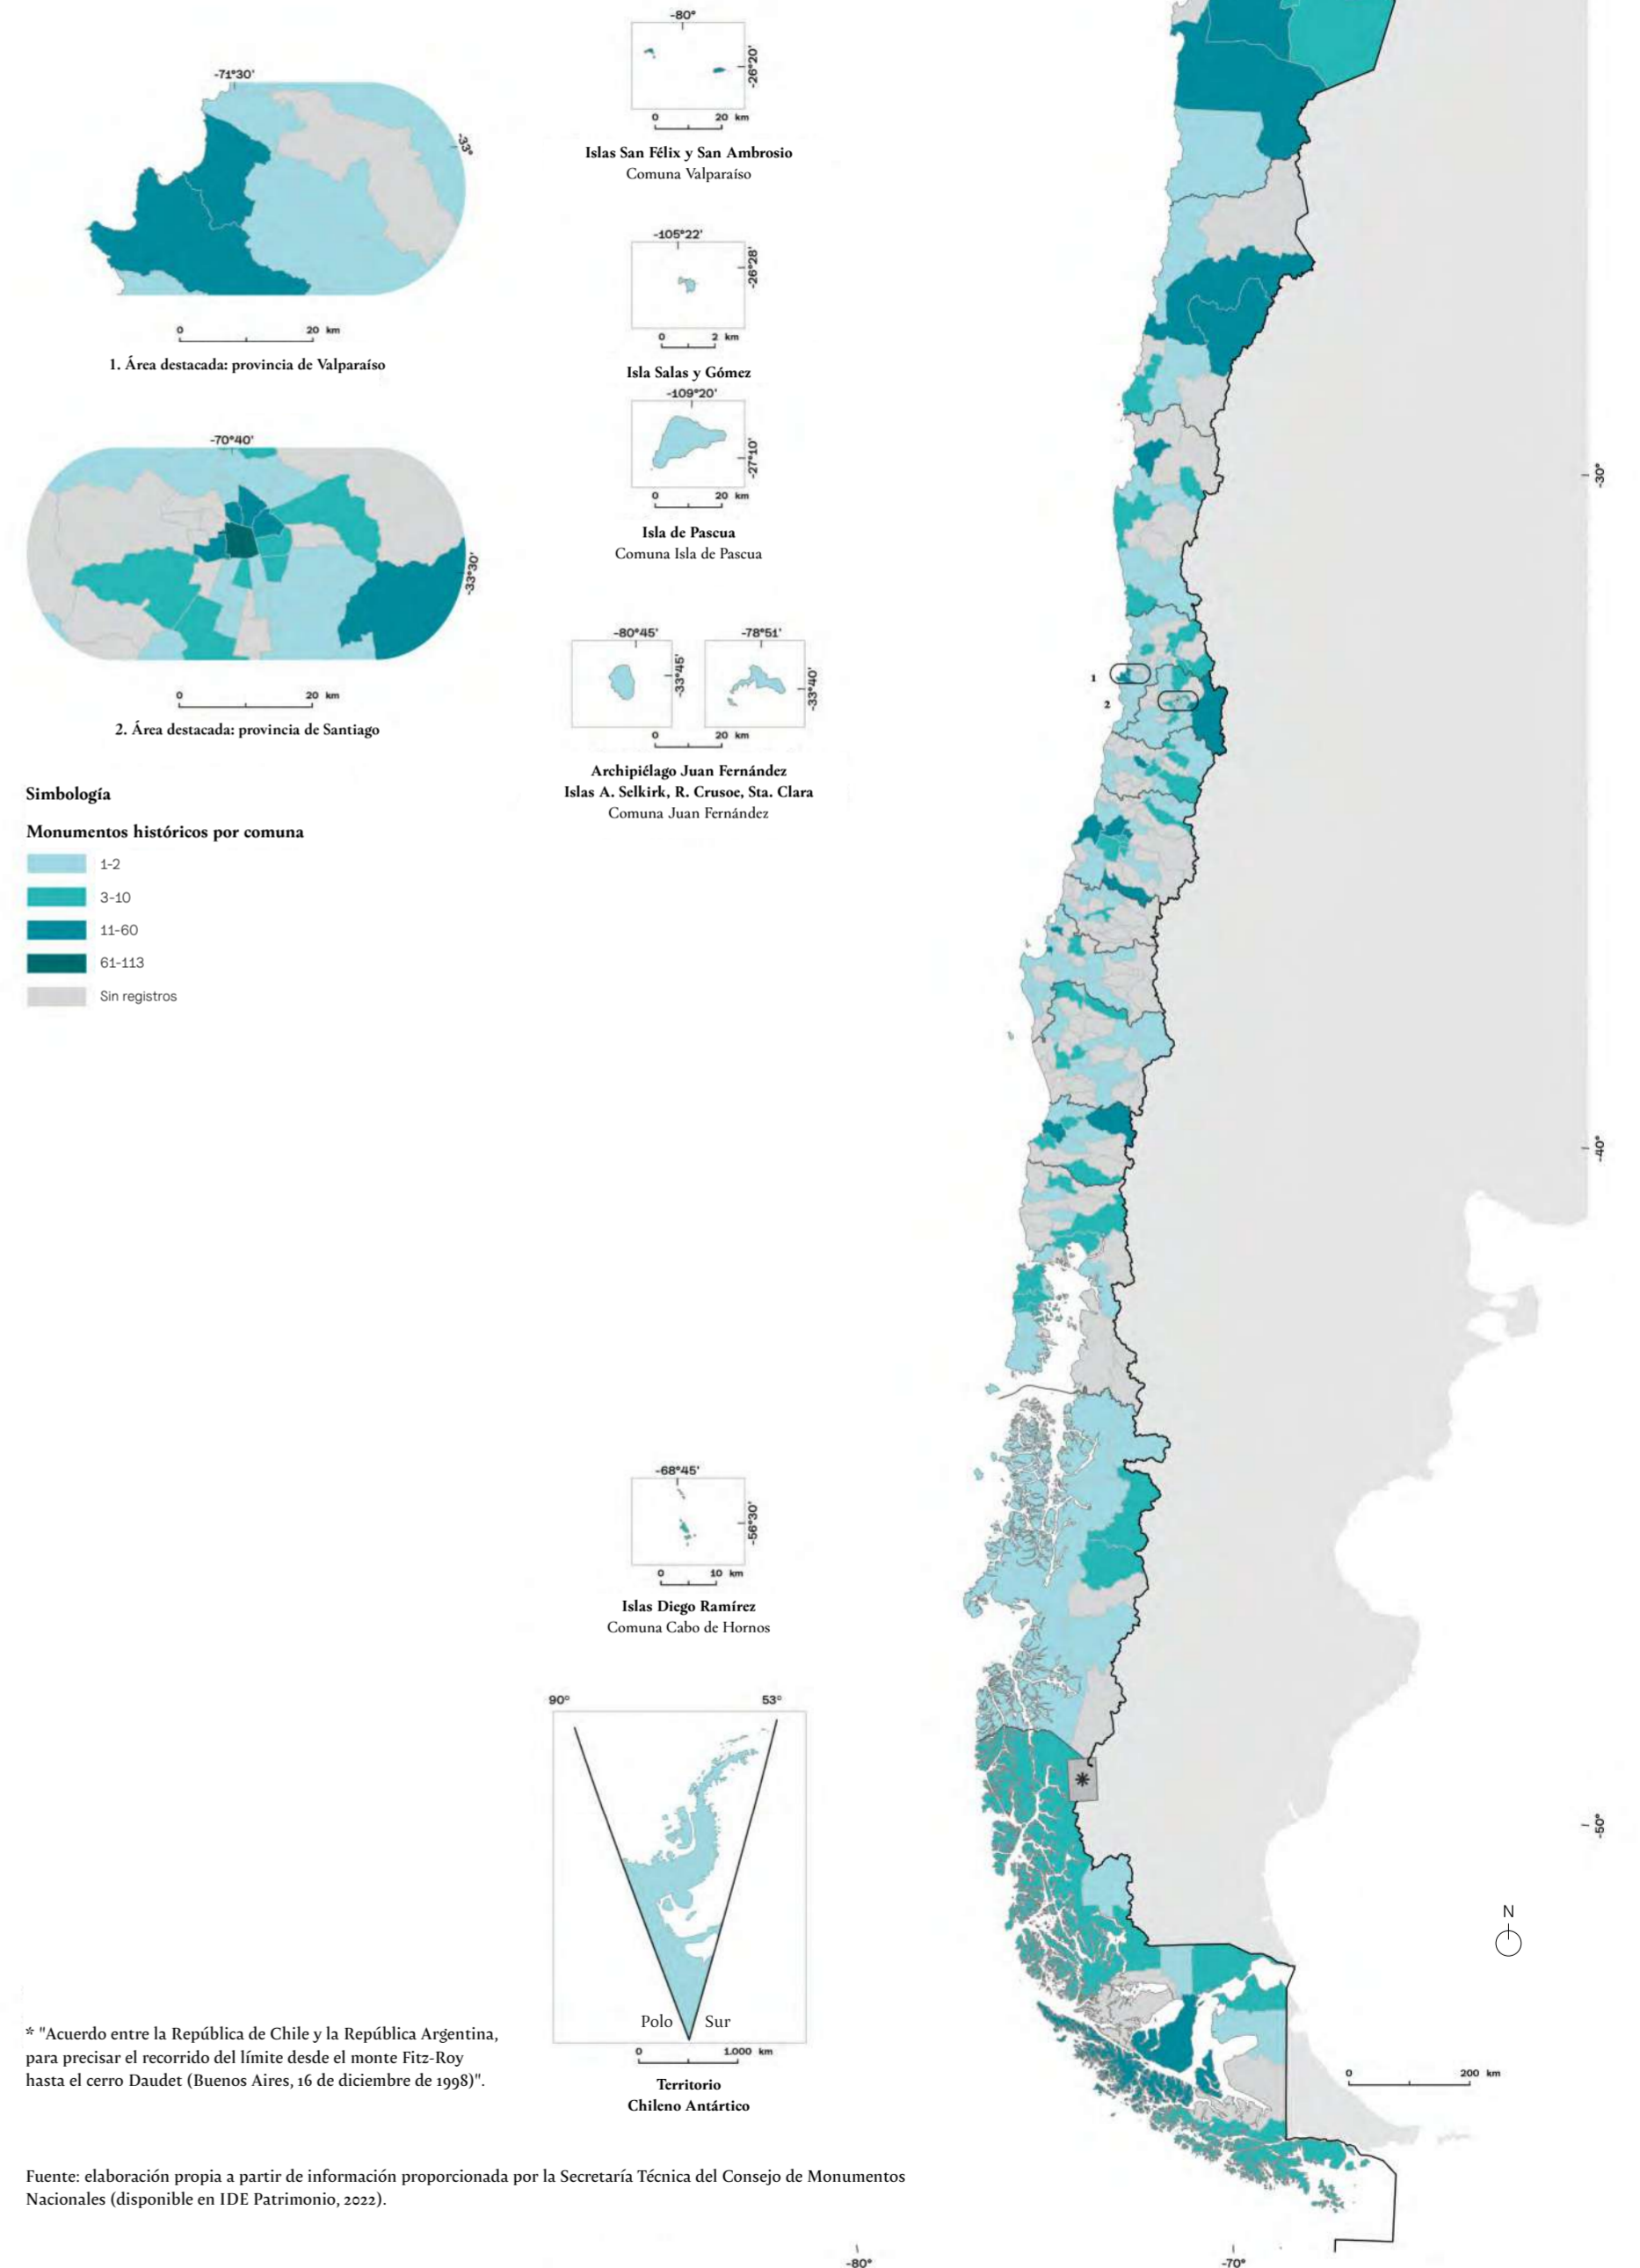 -71°30'
-33°
0 20 km
1. Área destacada: provincia de Valparaíso
-70°40'
-33°30'
0 20 km
2. Área destacada: provincia de Santiago
Simbología
Monumentos históricos por comuna
1-2
3-10
11-60
61-113
Sin registros
-80°
-26°20'
0 20 km
Islas San Félix y San Ambrosio
Comuna Valparaíso
-105°22'
-26°28'
0 2 km
Isla Salas y Gómez
-109°20'
-27°10'
0 20 km
Isla de Pascua
Comuna Isla de Pascua
-80°45'
-33°45'
-78°51'
-33°40'
0 20 km
Archipiélago Juan Fernández
Islas A. Selkirk, R. Crusoe, Sta. Clara
Comuna Juan Fernández
-68°45'
-56°30'
0 10 km
Islas Diego Ramírez
Comuna Cabo de Hornos
90°
53°
Polo Sur
0 1.000 km
Territorio
Chileno Antártico
1
2
-30°
-40°
-50°
*
N
0 200 km
-80°
-70°
* "Acuerdo entre la República de Chile y la República Argentina,
para precisar el recorrido del límite desde el monte Fitz-Roy
hasta el cerro Daudet (Buenos Aires, 16 de diciembre de 1998)".
Fuente: elaboración propia a partir de información proporcionada por la Secretaría Técnica del Consejo de Monumentos
Nacionales (disponible en IDE Patrimonio, 2022).